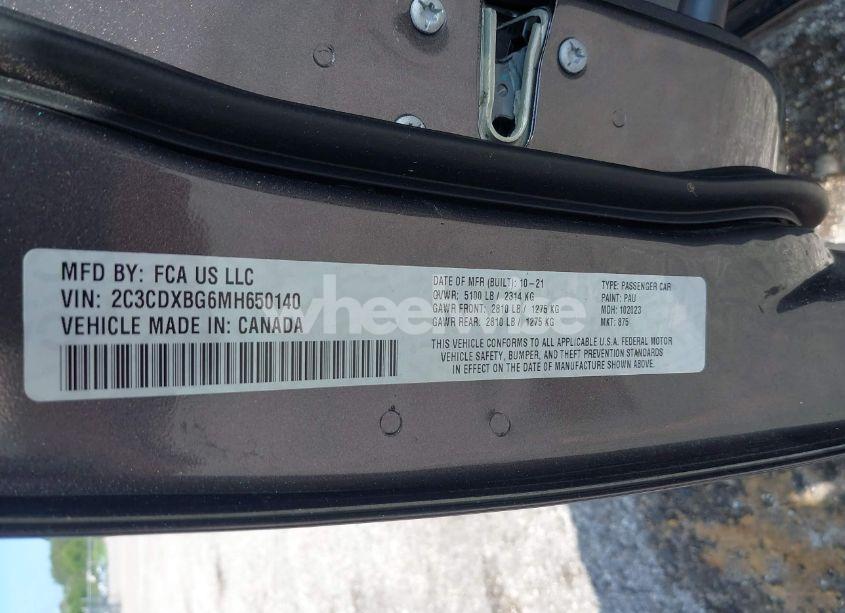 MFD BY: FCA US LLC
VIN: 2C3CDXBG6MH650140
VEHICLE MADE IN: CANADA
DATE OF MFR (BUILT): 10-21
GVWR: 5100 LB / 2314 KG
GAWR FRONT: 2810 LB / 1275 KG
GAWR REAR: 2810 LB / 1275 KG
TYPE: PASSENGER CAR
PAINT: PAU
MDH: 102023
MKT: 875
THIS VEHICLE CONFORMS TO ALL APPLICABLE U.S.A. FEDERAL MOTOR
VEHICLE SAFETY, BUMPER, AND THEFT PREVENTION STANDARDS
IN EFFECT ON THE DATE OF MANUFACTURE SHOWN ABOVE.